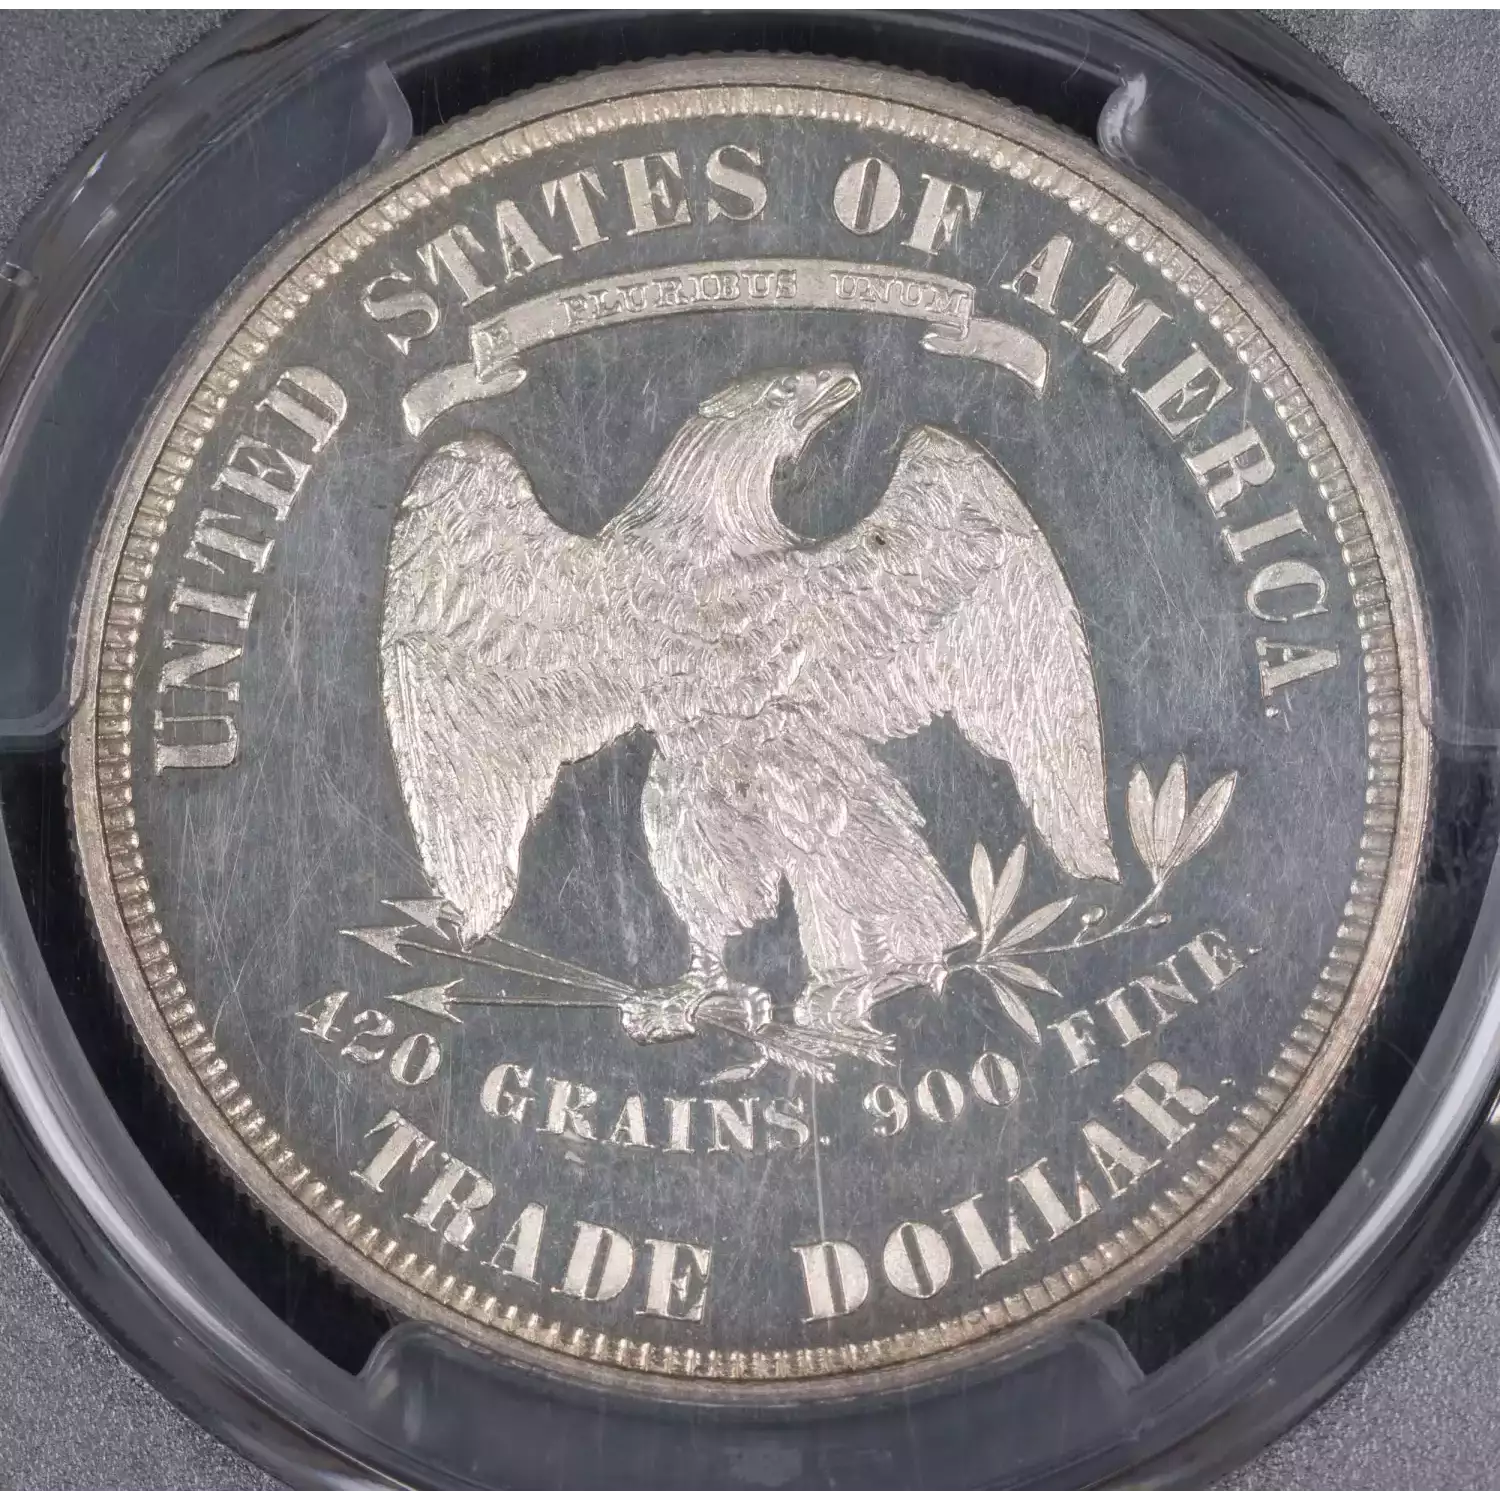 UNITED STATES OF AMERICA.
E PLURIBUS UNUM
420 GRAINS. 900 FINE.
TRADE DOLLAR.